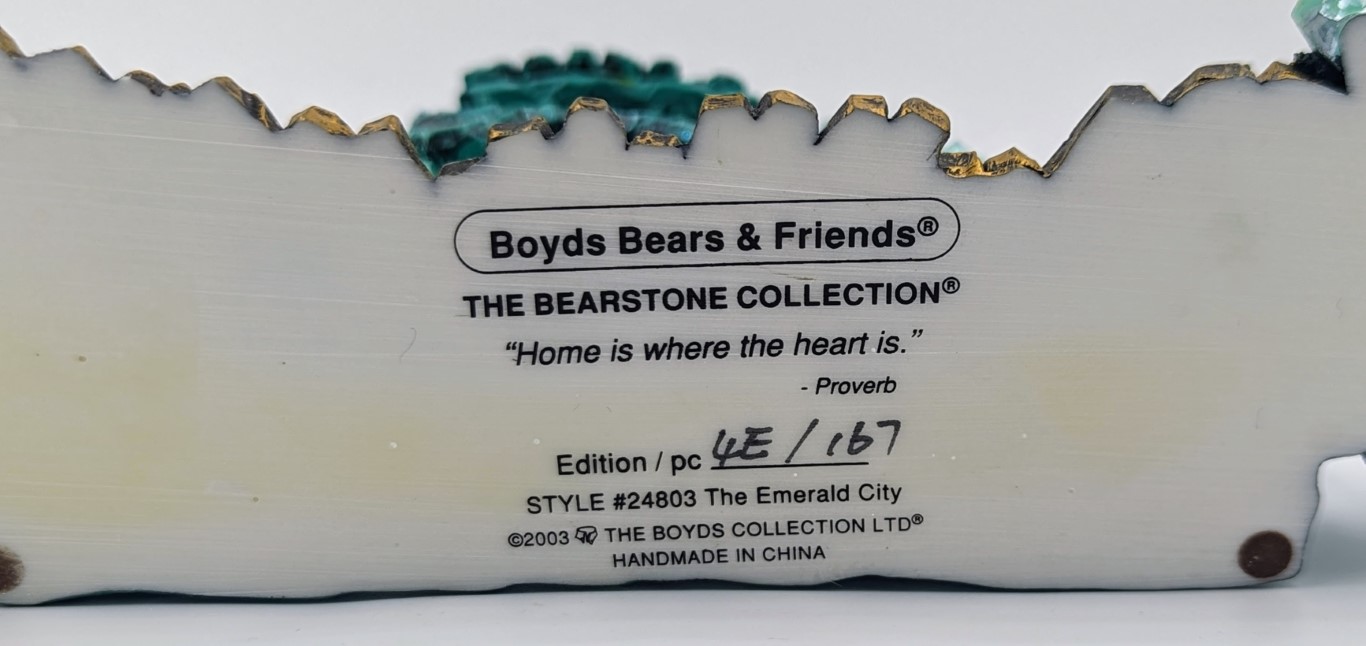 Boyds Bears & Friends®
THE BEARSTONE COLLECTION®
“Home is where the heart is.”
- Proverb
Edition / pc 4E / 167
STYLE #24803 The Emerald City
©2003 THE BOYDS COLLECTION LTD®
HANDMADE IN CHINA